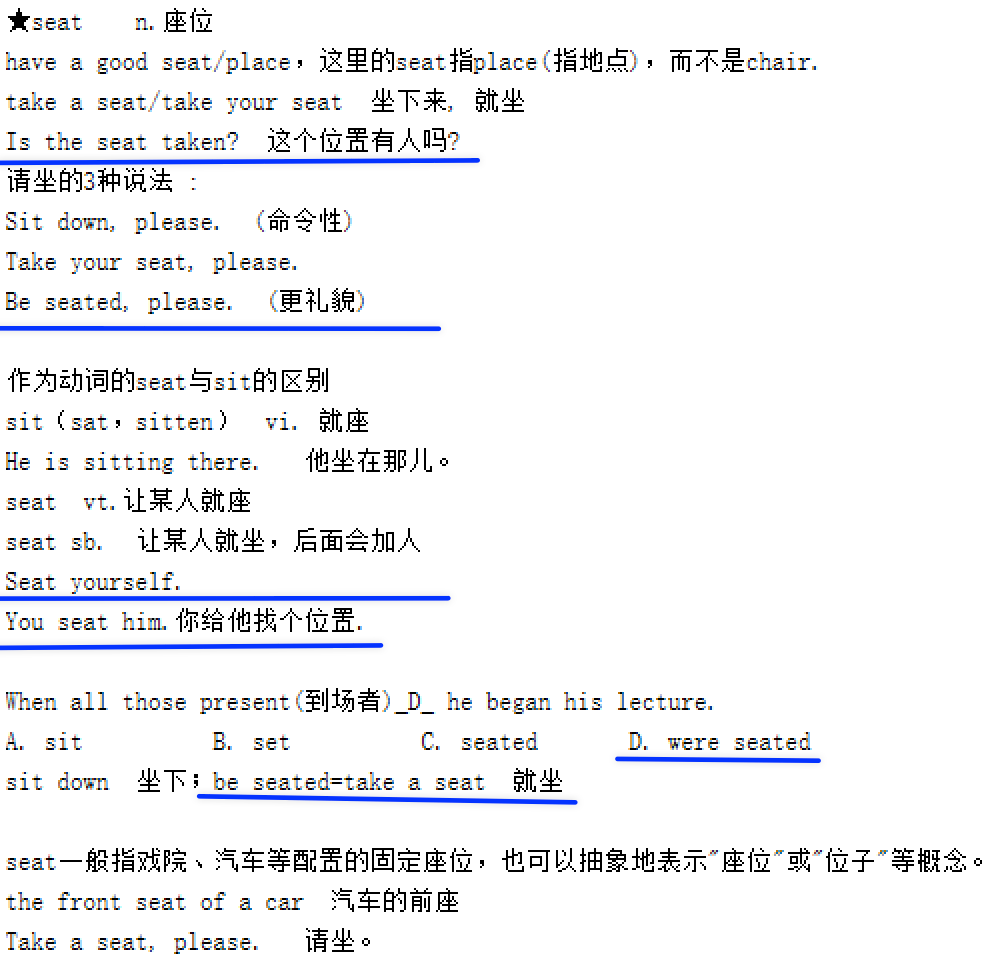 ★seat n.座位
have a good seat/place，这里的seat指place(指地点)，而不是chair.
take a seat/take your seat 坐下来, 就坐
Is the seat taken? 这个位置有人吗?
请坐的3种说法 :
Sit down, please. (命令性)
Take your seat, please.
Be seated, please. (更礼貌)
作为动词的seat与sit的区别
sit（sat，sitten） vi. 就座
He is sitting there. 他坐在那儿。
seat vt.让某人就座
seat sb. 让某人就坐，后面会加人
Seat yourself.
You seat him.你给他找个位置.
When all those present(到场者)_D_ he began his lecture.
A. sit B. set C. seated D. were seated
sit down 坐下；be seated=take a seat 就坐
seat一般指戏院、汽车等配置的固定座位，也可以抽象地表示"座位"或"位子"等概念。
the front seat of a car 汽车的前座
Take a seat, please. 请坐。